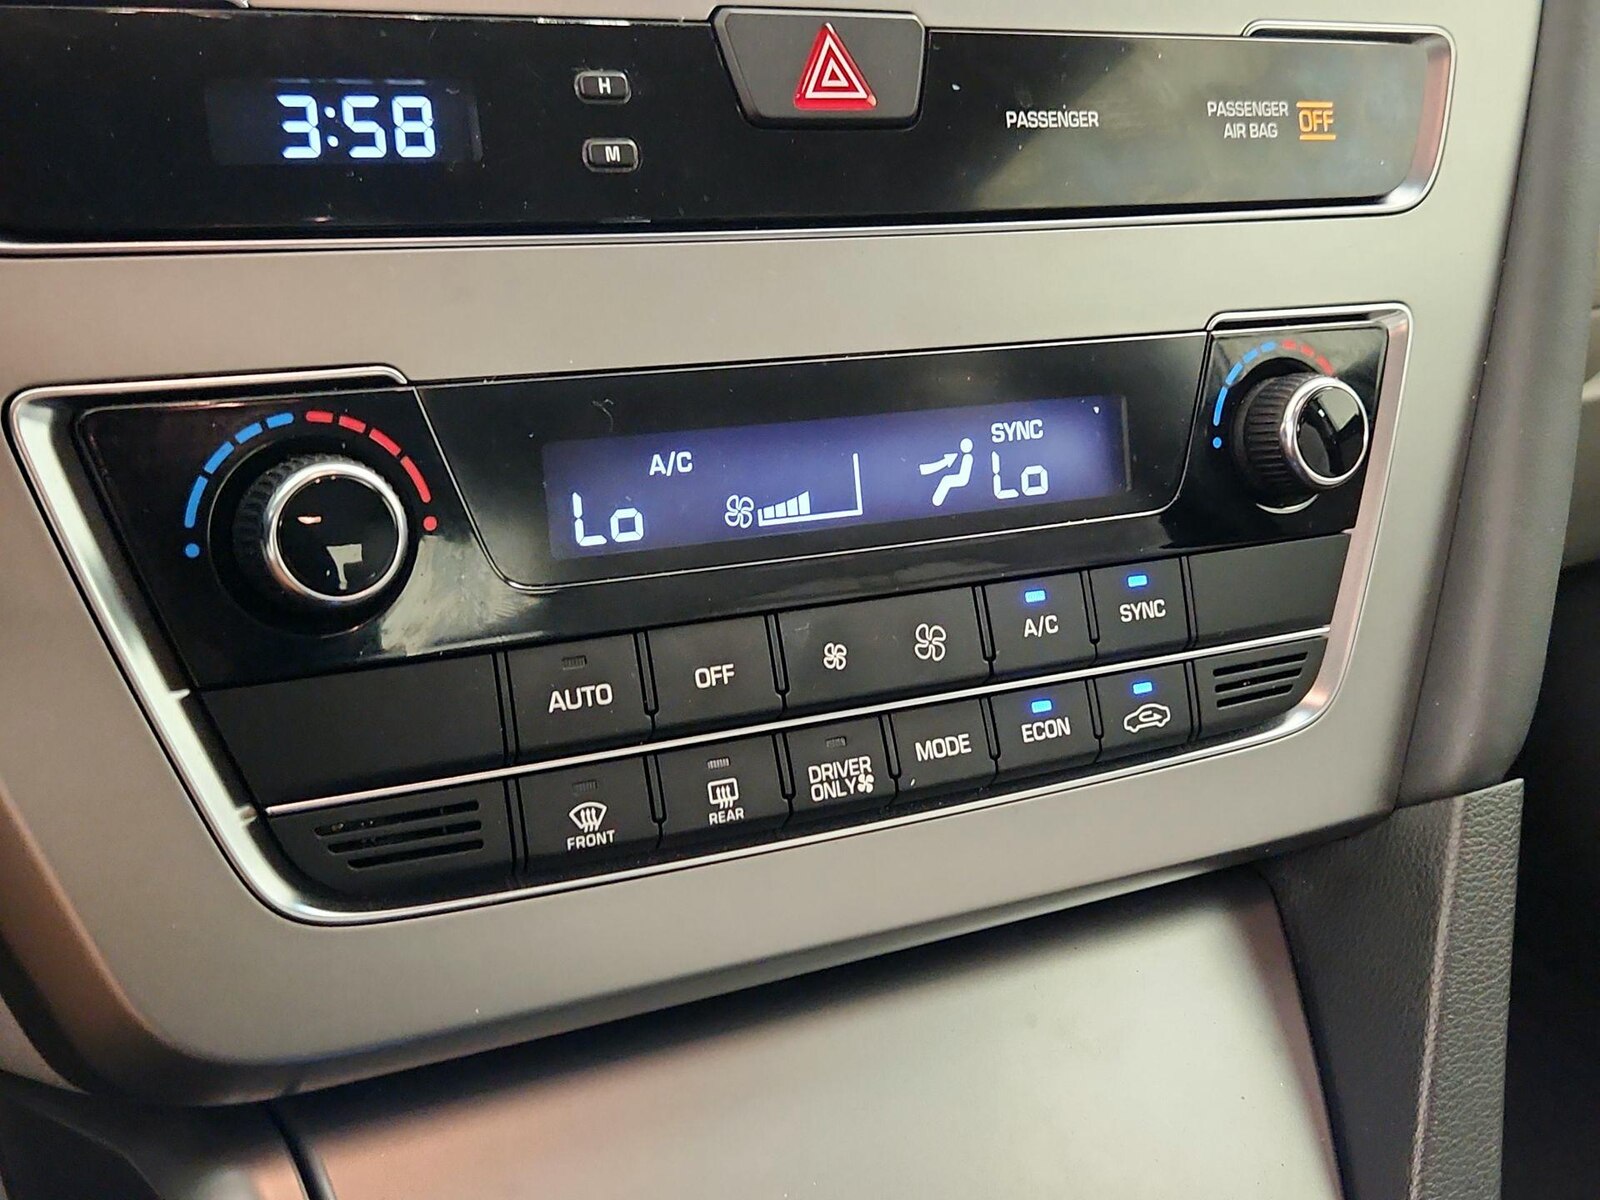 3:58
H
M
PASSENGER
PASSENGER
AIR BAG
OFF
A/C
SYNC
Lo
Lo
AUTO
OFF
A/C
SYNC
FRONT
REAR
DRIVER
ONLY
MODE
ECON